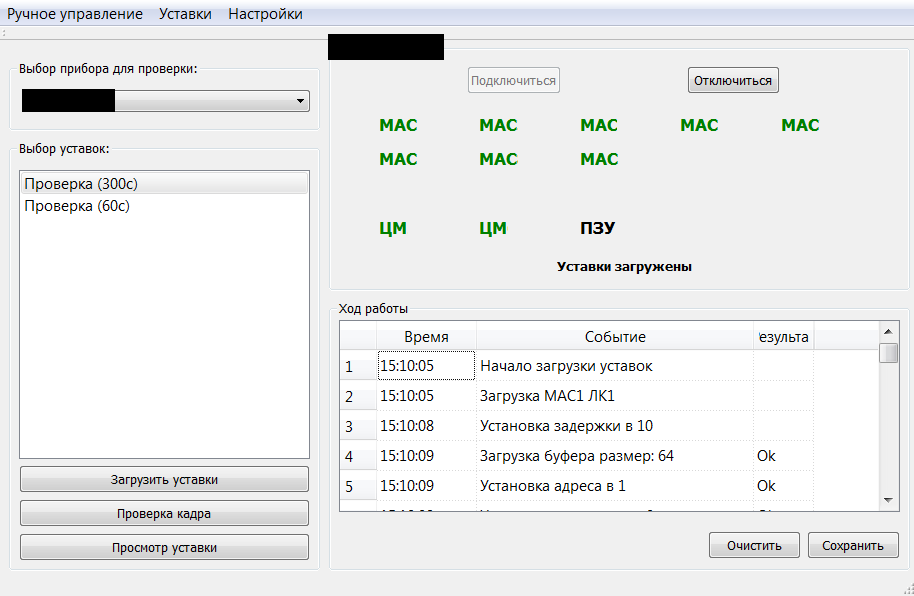 Ручное управление Уставки Настройки
Выбор прибора для проверки:
Выбор уставок:
Проверка (300с)
Проверка (60с)
Загрузить уставки
Проверка кадра
Просмотр уставки
Подключиться Отключиться
МАС МАС МАС МАС МАС
МАС МАС МАС
ЦМ ЦМ ПЗУ
Уставки загружены
Ход работы
Время Событие езульта
1 15:10:05 Начало загрузки уставок
2 15:10:05 Загрузка МАС1 ЛК1
3 15:10:08 Установка задержки в 10
4 15:10:09 Загрузка буфера размер: 64 Ok
5 15:10:09 Установка адреса в 1 Ok
Очистить Сохранить